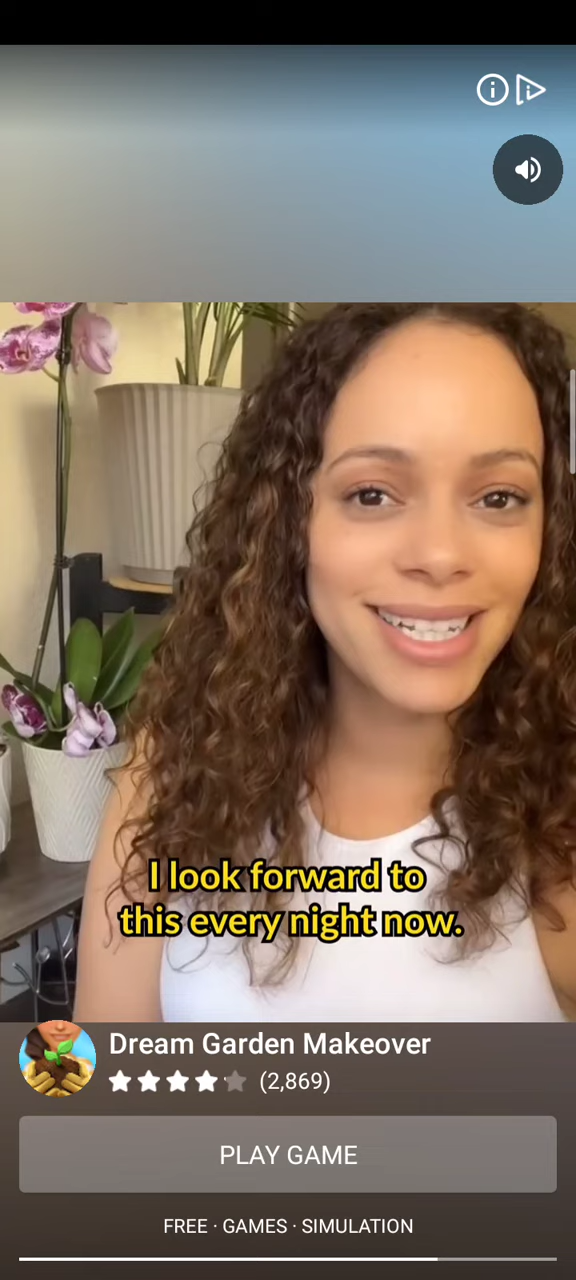 I look forward to
this every night now.
Dream Garden Makeover
(2,869)
PLAY GAME
FREE · GAMES · SIMULATION